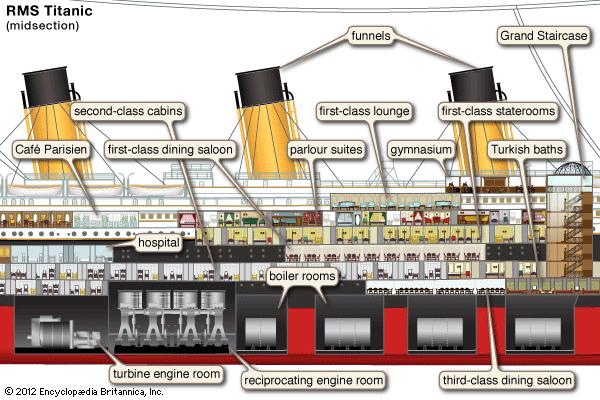 RMS Titanic
(midsection)
funnels
Grand Staircase
second-class cabins
first-class lounge
first-class staterooms
Café Parisien
first-class dining saloon
parlour suites
gymnasium
Turkish baths
hospital
boiler rooms
turbine engine room
reciprocating engine room
third-class dining saloon
© 2012 Encyclopædia Britannica, Inc.